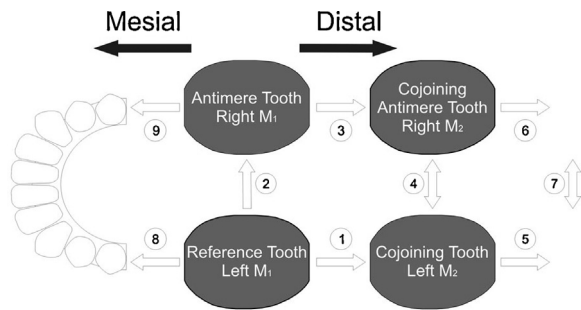 Mesial
Distal
Antimere Tooth
Right M₁
Cojoining
Antimere Tooth
Right M₂
9
3
6
2
4
7
Reference Tooth
Left M₁
Cojoining Tooth
Left M₂
8
1
5